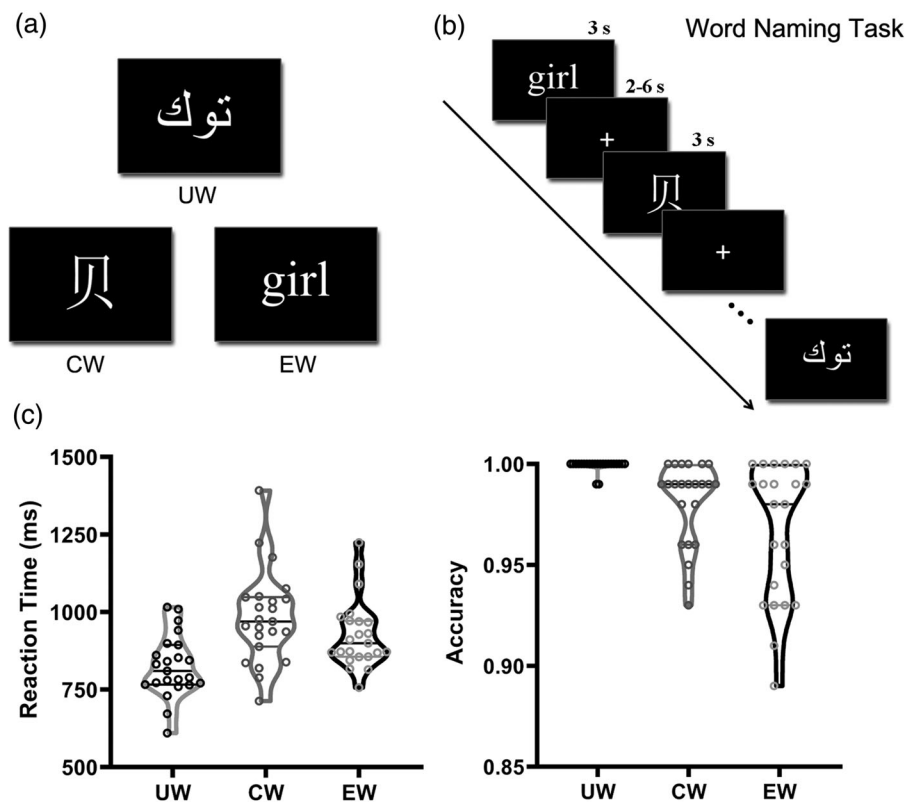 (a)
توك
UW
贝
CW
girl
EW
(b)
Word Naming Task
3 s
girl
2-6 s
+
3 s
贝
+
توك
(c)
Reaction Time (ms)
1500
1250
1000
750
500
UW CW EW
Accuracy
1.00
0.95
0.90
0.85
UW CW EW